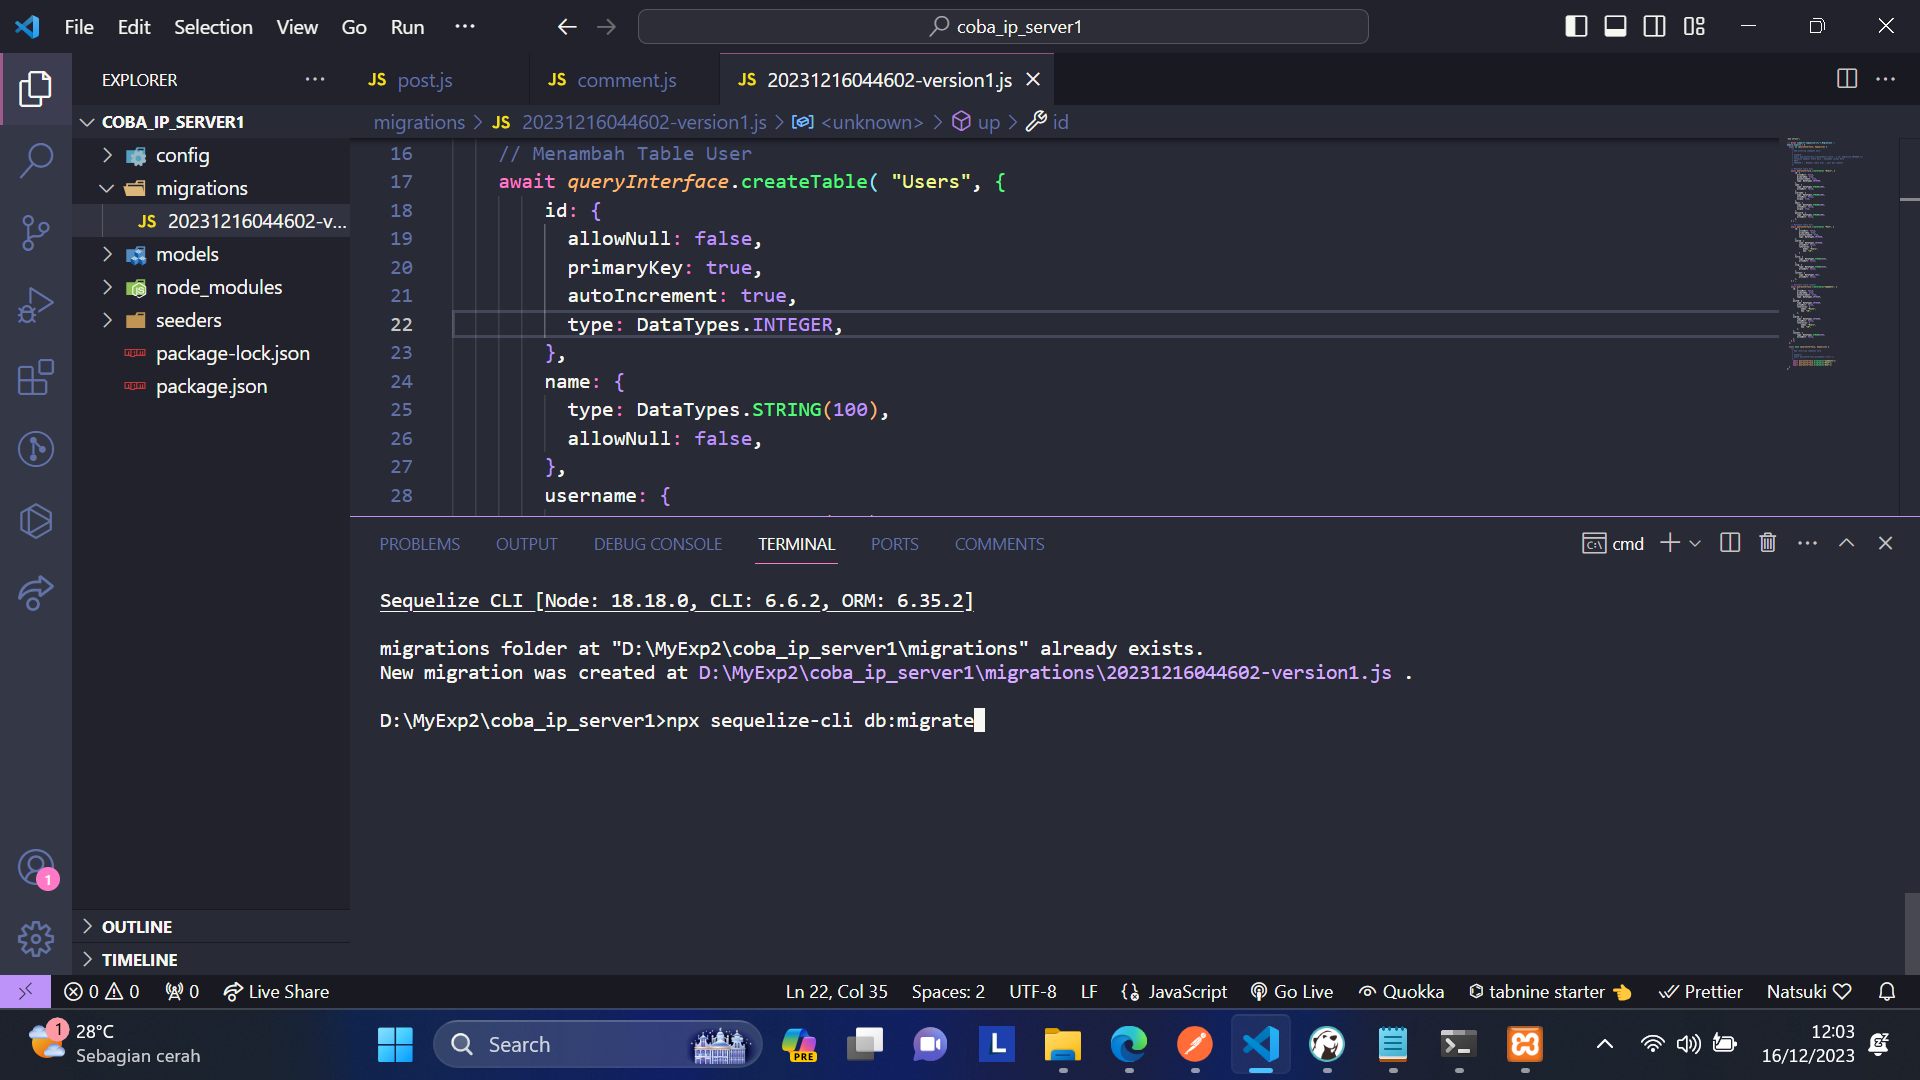 File Edit Selection View Go Run ···
coba_ip_server1
EXPLORER ···
COBA_IP_SERVER1
config
migrations
JS 20231216044602-v...
models
node_modules
seeders
package-lock.json
package.json
OUTLINE
TIMELINE
JS post.js
JS comment.js
JS 20231216044602-version1.js
migrations > JS 20231216044602-version1.js > <unknown> > up > id
16 // Menambah Table User
17 await queryInterface.createTable( "Users", {
18 id: {
19 allowNull: false,
20 primaryKey: true,
21 autoIncrement: true,
22 type: DataTypes.INTEGER,
23 },
24 name: {
25 type: DataTypes.STRING(100),
26 allowNull: false,
27 },
28 username: {
PROBLEMS OUTPUT DEBUG CONSOLE TERMINAL PORTS COMMENTS
cmd
Sequelize CLI [Node: 18.18.0, CLI: 6.6.2, ORM: 6.35.2]
migrations folder at "D:\MyExp2\coba_ip_server1\migrations" already exists.
New migration was created at D:\MyExp2\coba_ip_server1\migrations\20231216044602-version1.js .
D:\MyExp2\coba_ip_server1>npx sequelize-cli db:migrate
1
0 0 0 Live Share
Ln 22, Col 35 Spaces: 2 UTF-8 LF JavaScript Go Live Quokka tabnine starter 👈 Prettier Natsuki ♡
1
28°C
Sebagian cerah
Search
PRE
L
12:03
16/12/2023